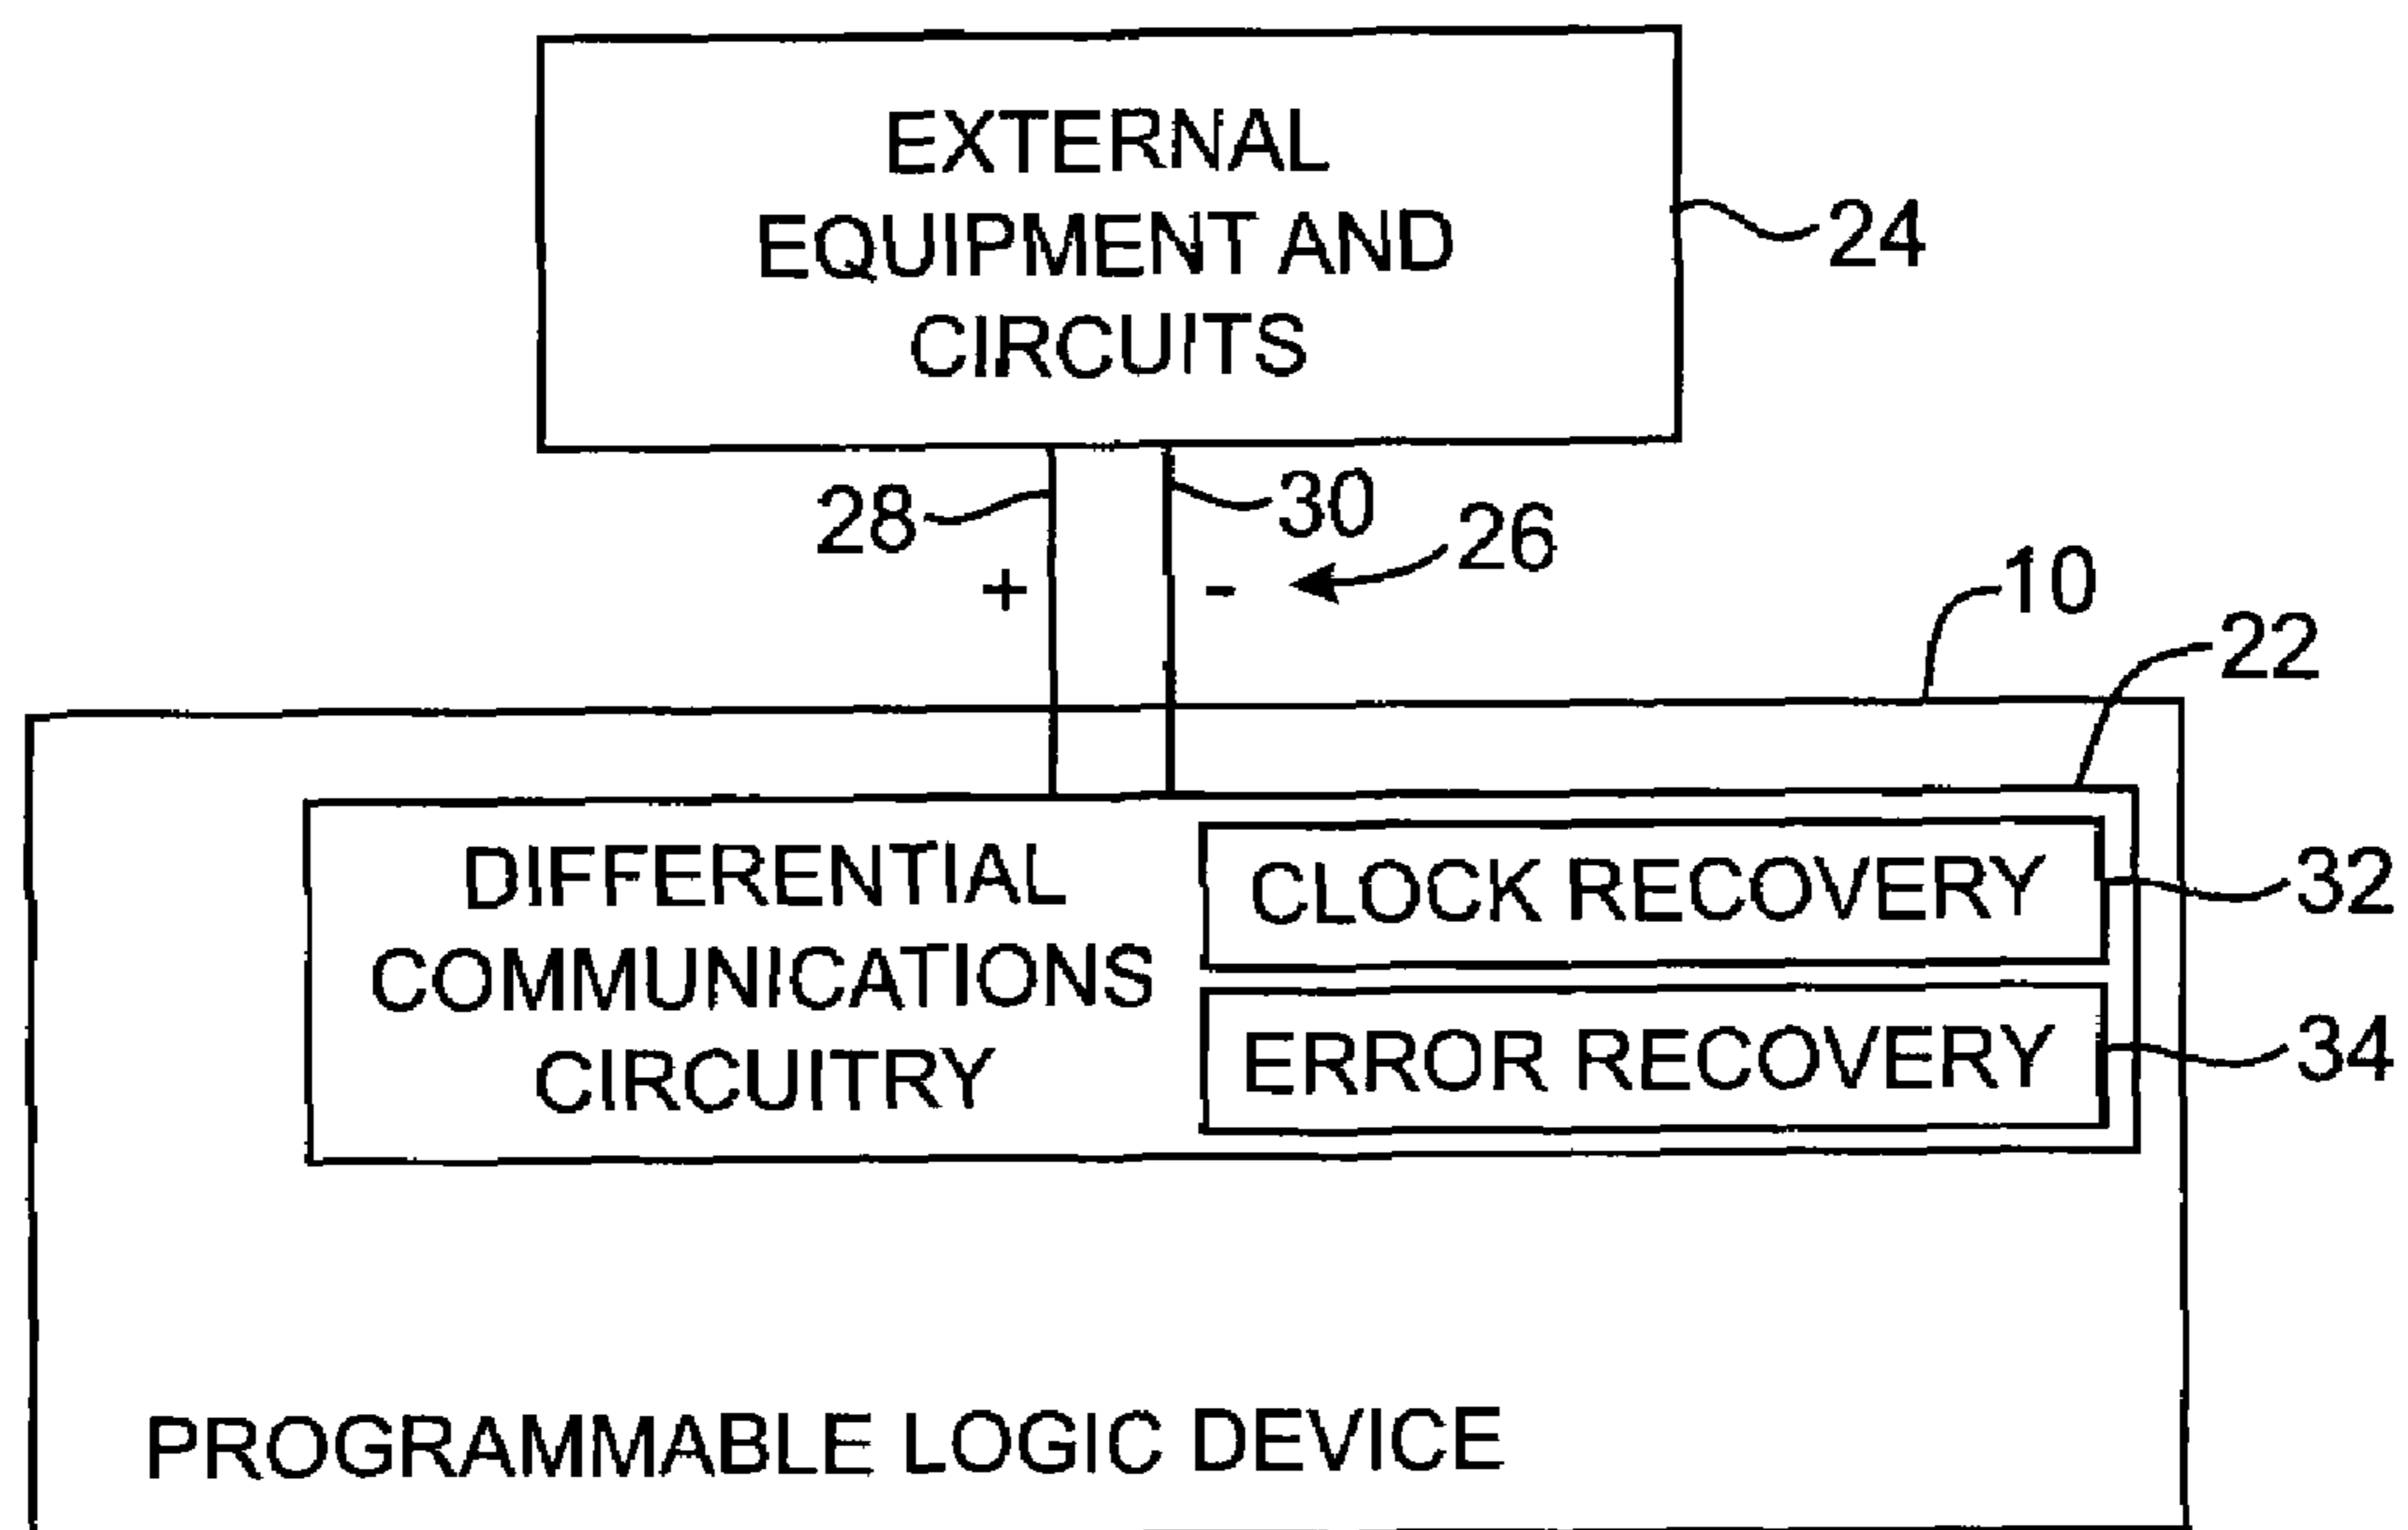 EXTERNAL
EQUIPMENT AND
CIRCUITS
24
28
30
26
+
-
10
22
DIFFERENTIAL
COMMUNICATIONS
CIRCUITRY
CLOCK RECOVERY
32
ERROR RECOVERY
34
PROGRAMMABLE LOGIC DEVICE